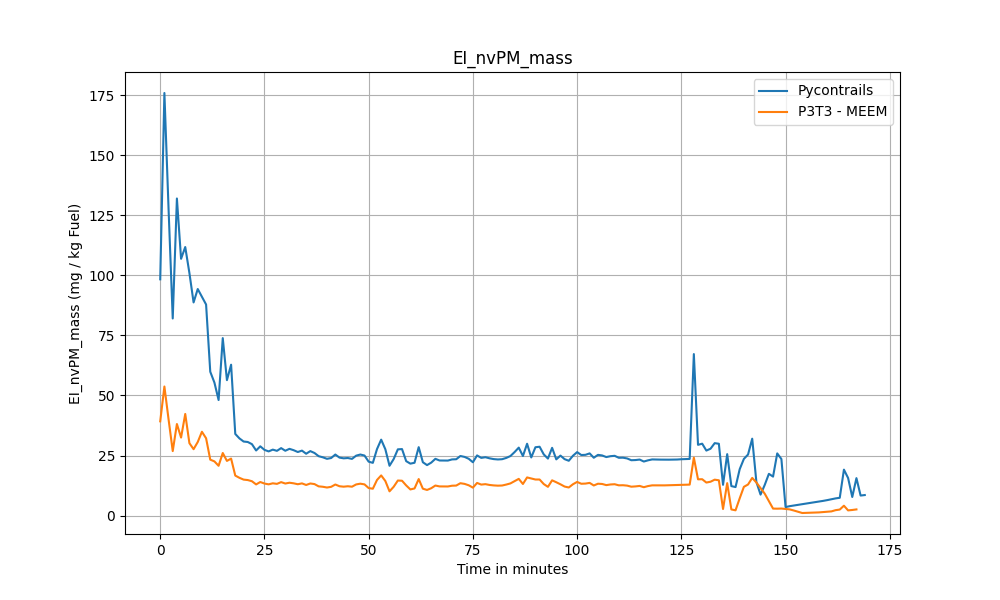 EI_nvPM_mass
Pycontrails
P3T3 - MEEM
EI_nvPM_mass (mg / kg Fuel)
175
150
125
100
75
50
25
0
0 25 50 75 100 125 150 175
Time in minutes